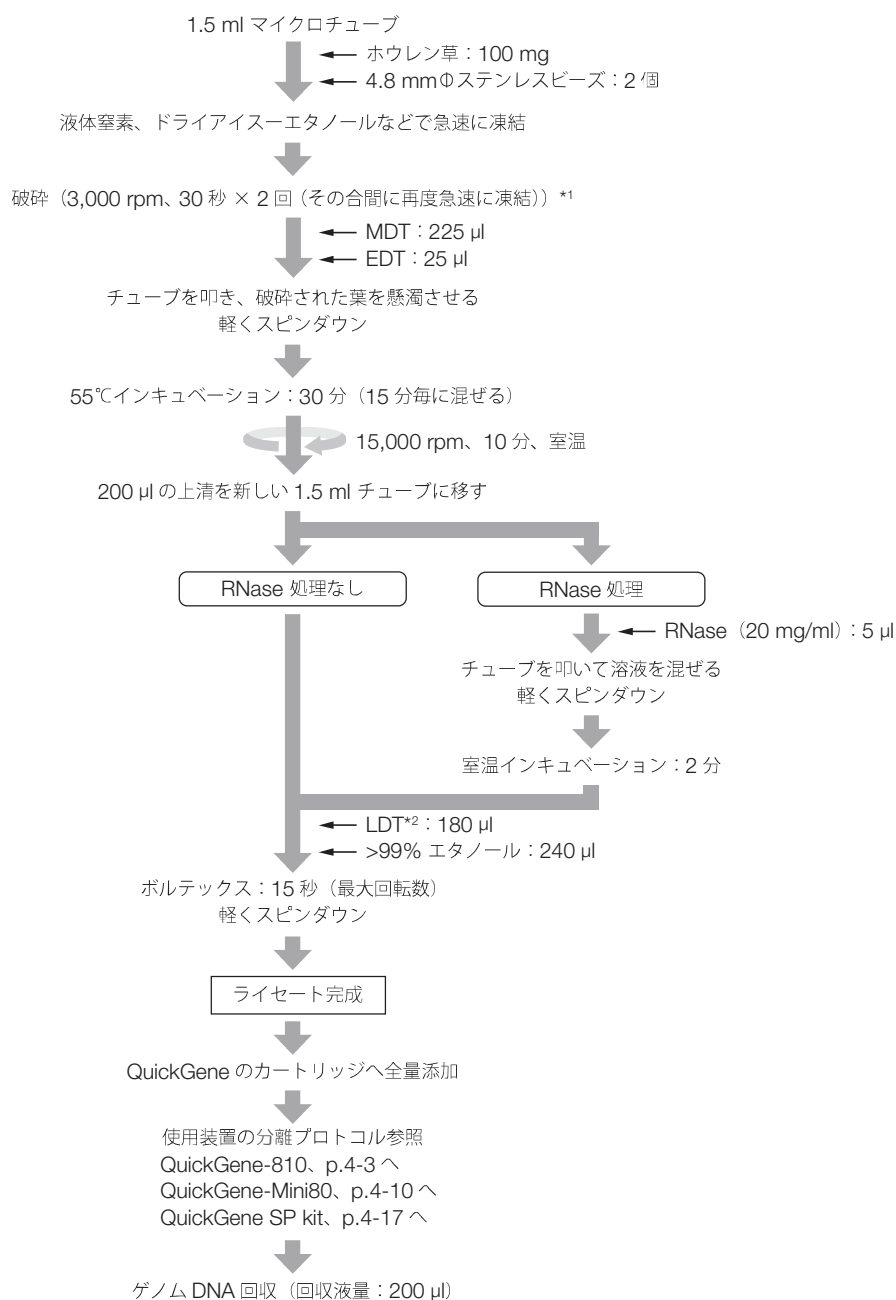 1.5 ml マイクロチューブ
ホウレン草：100 mg
4.8 mmΦステンレスビーズ：2 個
液体窒素、ドライアイスーエタノールなどで急速に凍結
破砕（3,000 rpm、30 秒 × 2 回（その合間に再度急速に凍結））*1
MDT：225 µl
EDT：25 µl
チューブを叩き、破砕された葉を懸濁させる
軽くスピンダウン
55℃インキュベーション：30 分（15 分毎に混ぜる）
15,000 rpm、10 分、室温
200 µl の上清を新しい 1.5 ml チューブに移す
RNase 処理なし
RNase 処理
RNase（20 mg/ml）：5 µl
チューブを叩いて溶液を混ぜる
軽くスピンダウン
室温インキュベーション：2 分
LDT*2：180 µl
>99% エタノール：240 µl
ボルテックス：15 秒（最大回転数）
軽くスピンダウン
ライセート完成
QuickGene のカートリッジへ全量添加
使用装置の分離プロトコル参照
QuickGene-810、p.4-3 へ
QuickGene-Mini80、p.4-10 へ
QuickGene SP kit、p.4-17 へ
ゲノム DNA 回収（回収液量：200 µl）